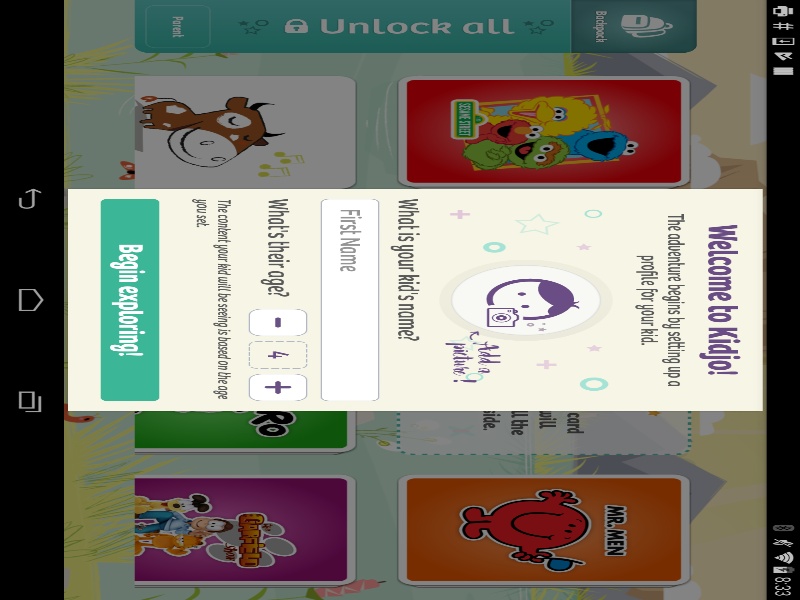 8:33
Backpack
Unlock all
Parent
SESAME STREET
MR. MEN
card
will
ll the
side.
Welcome to Kidjo!
The adventure begins by setting up a
profile for your kid.
Add a
picture!
What is your kid's name?
First Name
What's their age?
-
4
+
The content your kid will be seeing is based on the age
you set.
Begin exploring!